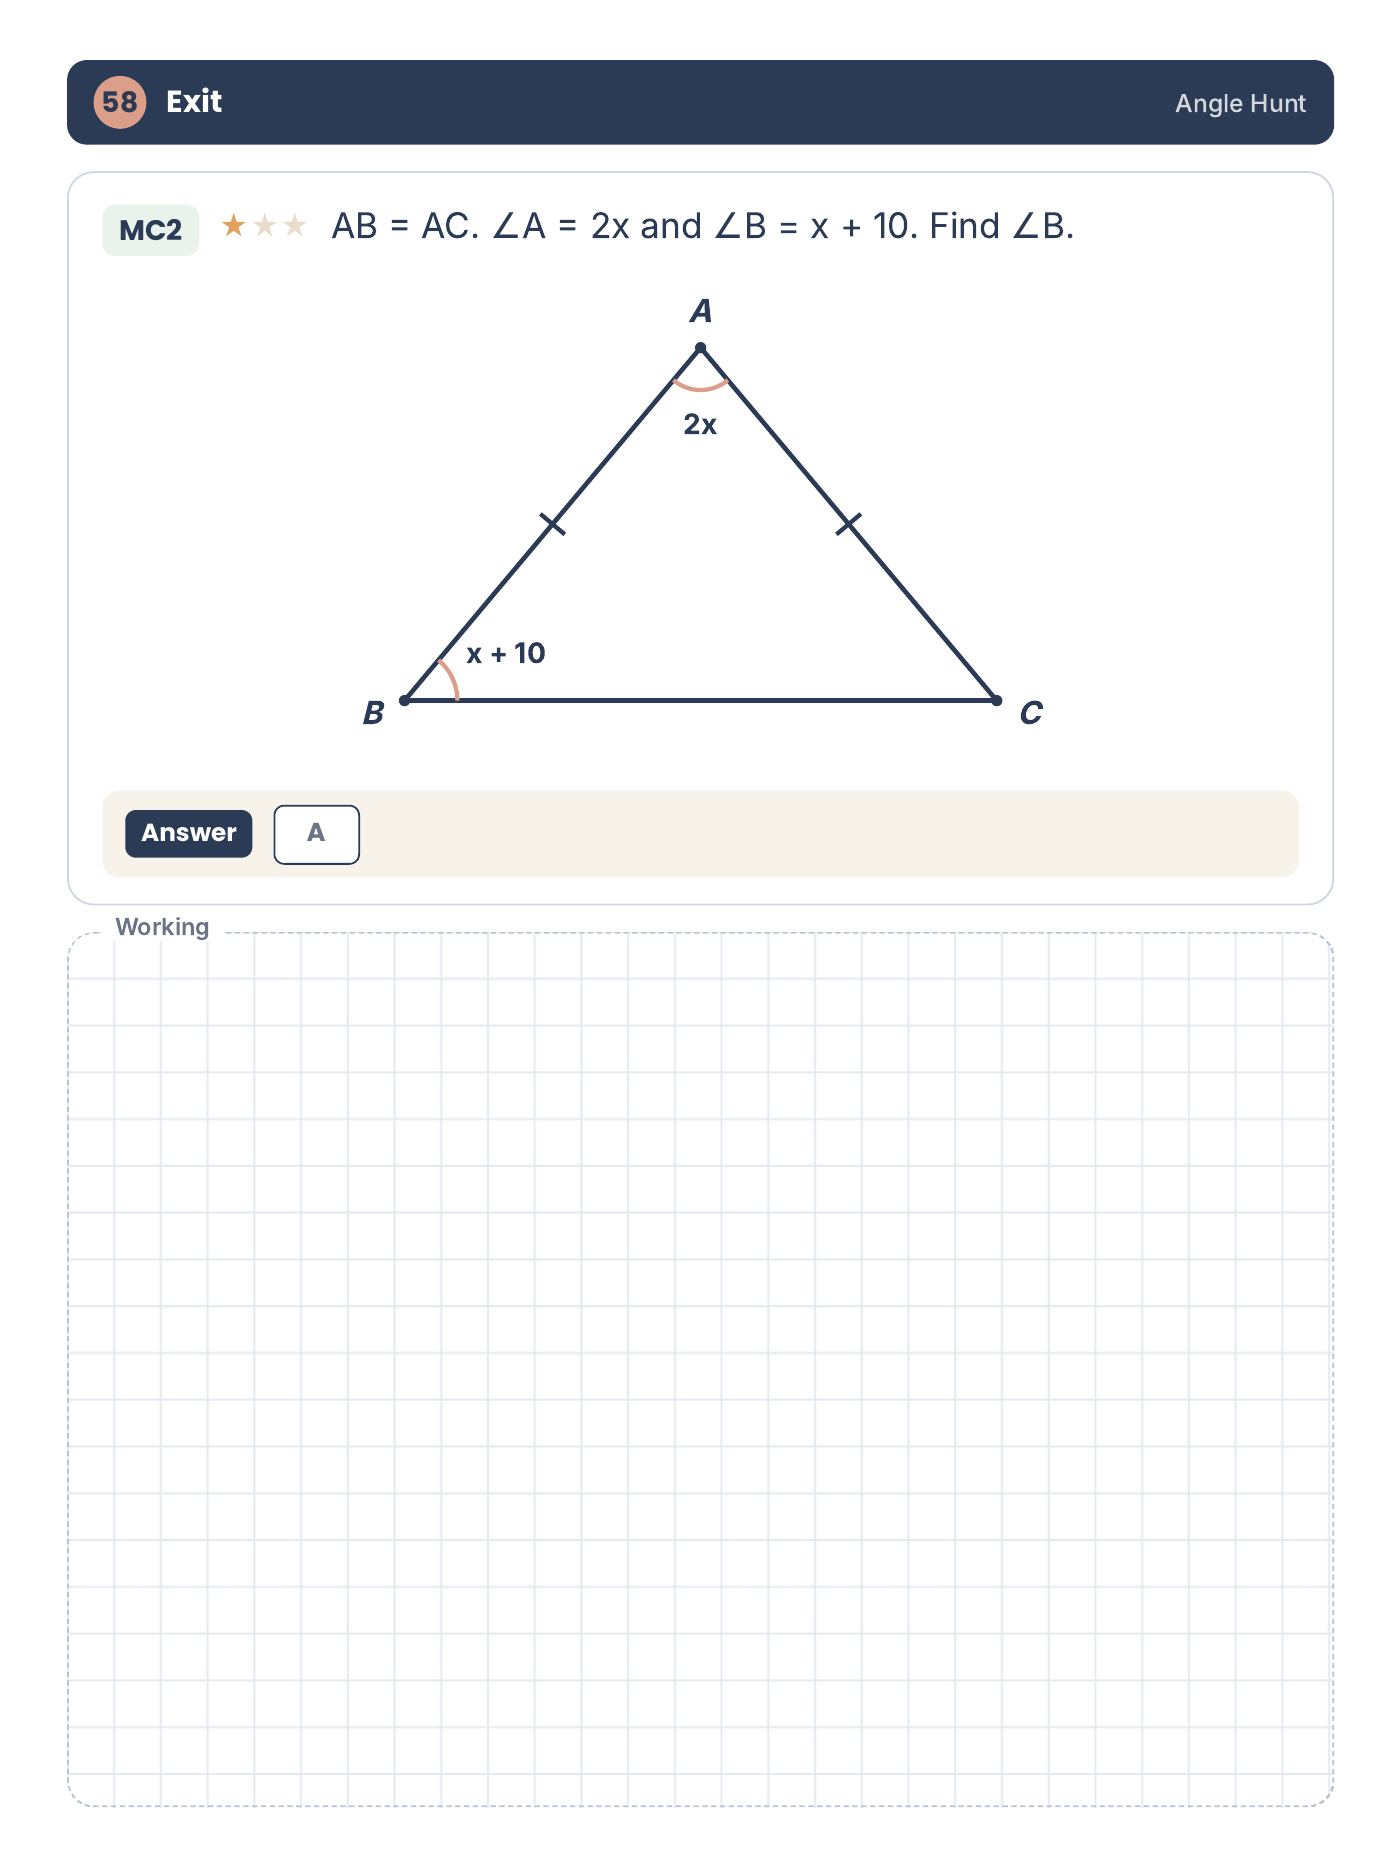 58 Exit Angle Hunt
MC2 ★★★ AB = AC. ∠A = 2x and ∠B = x + 10. Find ∠B.
A
2x
x + 10
B
C
Answer A
Working